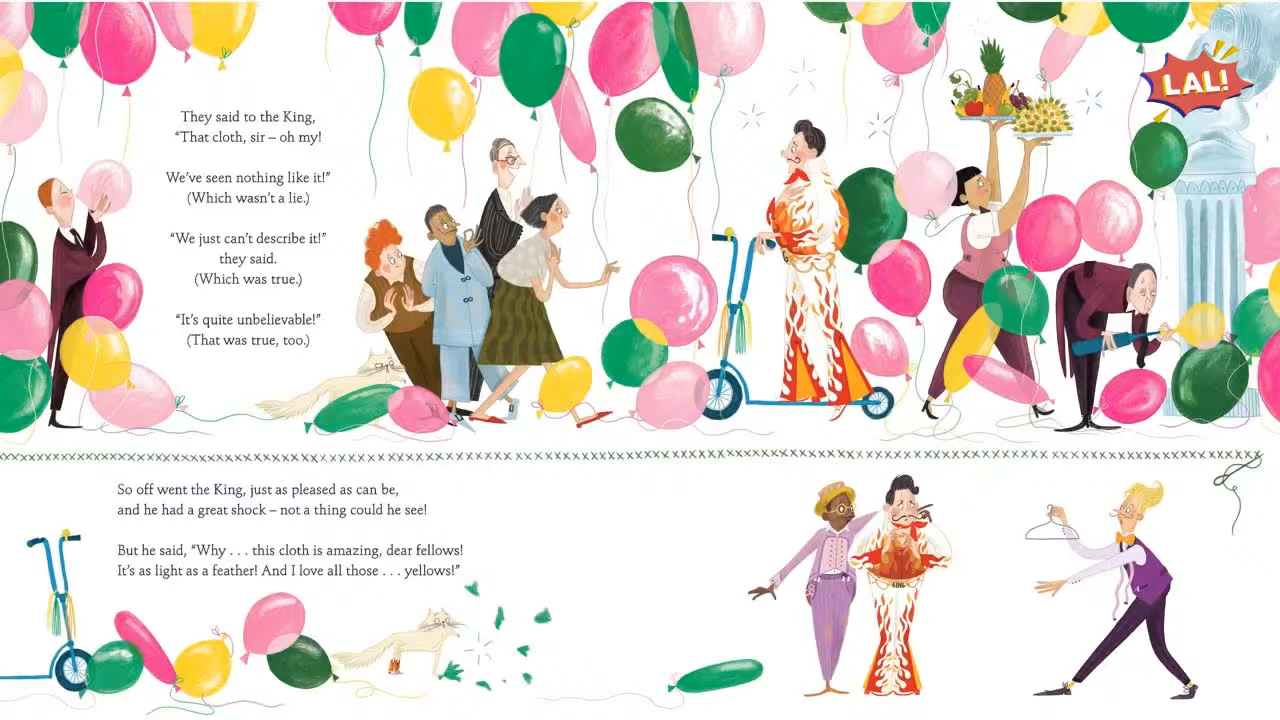 They said to the King,
“That cloth, sir – oh my!
We’ve seen nothing like it!”
(Which wasn’t a lie.)
“We just can’t describe it!”
they said.
(Which was true.)
“It’s quite unbelievable!”
(That was true, too.)
LAL!
So off went the King, just as pleased as can be,
and he had a great shock – not a thing could he see!
But he said, “Why . . . this cloth is amazing, dear fellows!
It’s as light as a feather! And I love all those . . . yellows!”
KING